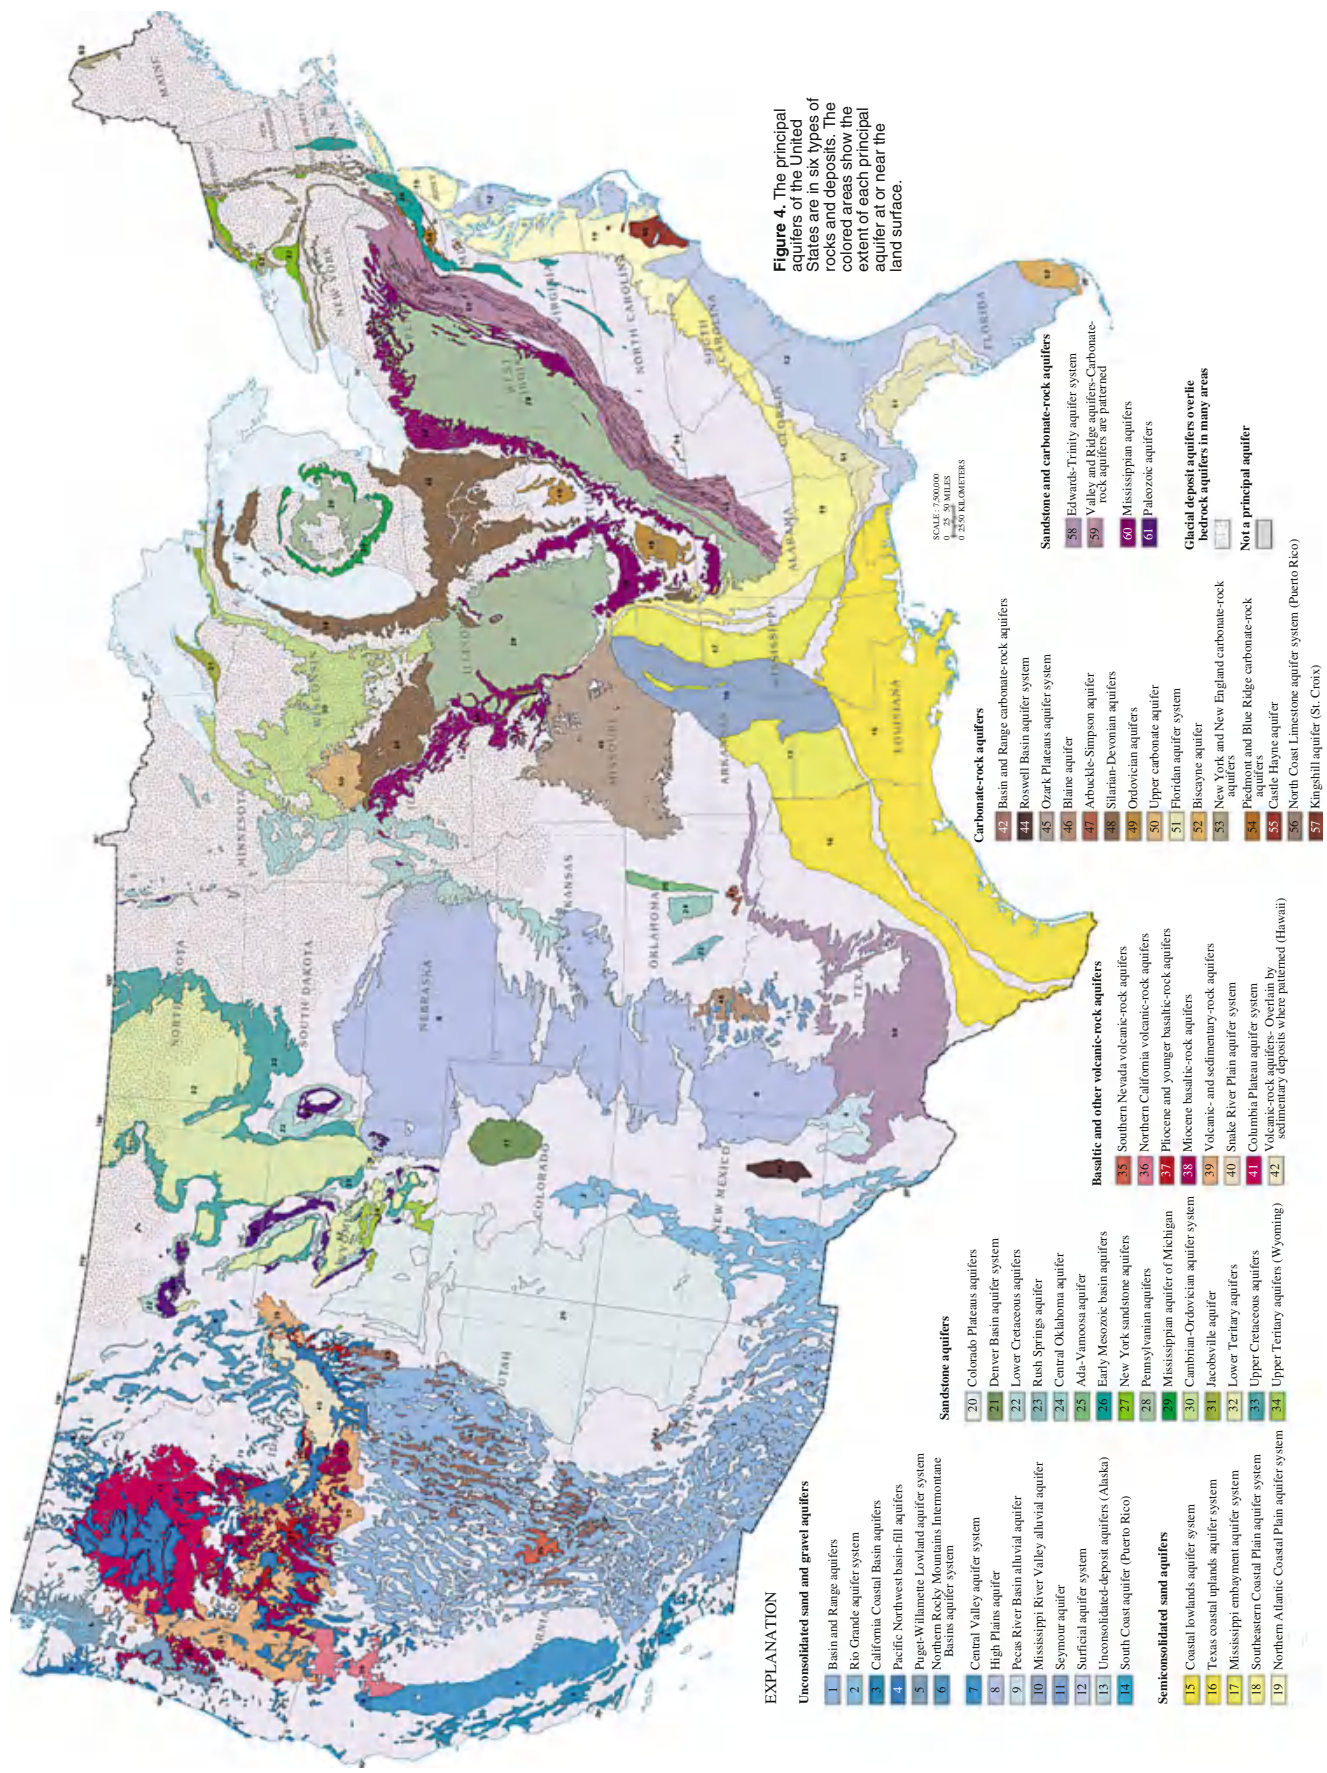 Figure 4. The principal
aquifers of the United
States are in six types of
rocks and deposits. The
colored areas show the
extent of each principal
aquifer at or near the
land surface.
MAINE
NEW YORK
WEST
VIRGINIA
NORTH CAROLINA
SOUTH
CAROLINA
GEORGIA
FLORIDA
ALABAMA
MISSISSIPPI
LOUISIANA
ILLINOIS
WISCONSIN
MINNESOTA
MISSOURI
KANSAS
OKLAHOMA
NEBRASKA
SOUTH DAKOTA
COLORADO
NEW MEXICO
UTAH
SCALE 1:7,500,000
0 25 50 MILES
0 25 50 KILOMETERS
EXPLANATION
Unconsolidated sand and gravel aquifers
1 Basin and Range aquifers
2 Rio Grande aquifer system
3 California Coastal Basin aquifers
4 Pacific Northwest basin-fill aquifers
5 Puget-Willamette Lowland aquifer system
6 Northern Rocky Mountains Intermontane
Basins aquifer system
7 Central Valley aquifer system
8 High Plains aquifer
9 Pecos River Basin alluvial aquifer
10 Mississippi River Valley alluvial aquifer
11 Seymour aquifer
12 Surficial aquifer system
13 Unconsolidated-deposit aquifers (Alaska)
14 South Coast aquifer (Puerto Rico)
Semiconsolidated sand aquifers
15 Coastal lowlands aquifer system
16 Texas coastal uplands aquifer system
17 Mississippi embayment aquifer system
18 Southeastern Coastal Plain aquifer system
19 Northern Atlantic Coastal Plain aquifer system
Sandstone aquifers
20 Colorado Plateaus aquifers
21 Denver Basin aquifer system
22 Lower Cretaceous aquifers
23 Rush Springs aquifer
24 Central Oklahoma aquifer
25 Ada-Vamoosa aquifer
26 Early Mesozoic basin aquifers
27 New York sandstone aquifers
28 Pennsylvanian aquifers
29 Mississippian aquifer of Michigan
30 Cambrian-Ordovician aquifer system
31 Jacobsville aquifer
32 Lower Tertiary aquifers
33 Upper Cretaceous aquifers
34 Upper Tertiary aquifers (Wyoming)
Basaltic and other volcanic-rock aquifers
35 Southern Nevada volcanic-rock aquifers
36 Northern California volcanic-rock aquifers
37 Pliocene and younger basaltic-rock aquifers
38 Miocene basaltic-rock aquifers
39 Volcanic- and sedimentary-rock aquifers
40 Snake River Plain aquifer system
41 Columbia Plateau aquifer system
42 Volcanic-rock aquifers- Overlain by
sedimentary deposits where patterned (Hawaii)
Carbonate-rock aquifers
42 Basin and Range carbonate-rock aquifers
44 Roswell Basin aquifer system
45 Ozark Plateaus aquifer system
46 Blaine aquifer
47 Arbuckle-Simpson aquifer
48 Silurian-Devonian aquifers
49 Ordovician aquifers
50 Upper carbonate aquifer
51 Floridan aquifer system
52 Biscayne aquifer
53 New York and New England carbonate-rock
aquifers
54 Piedmont and Blue Ridge carbonate-rock
aquifers
55 Castle Hayne aquifer
56 North Coast Limestone aquifer system (Puerto Rico)
57 Kingshill aquifer (St. Croix)
Sandstone and carbonate-rock aquifers
58 Edwards-Trinity aquifer system
59 Valley and Ridge aquifers-Carbonate-
rock aquifers are patterned
60 Mississippian aquifers
61 Paleozoic aquifers
Glacial deposit aquifers overlie
bedrock aquifers in many areas
Not a principal aquifer